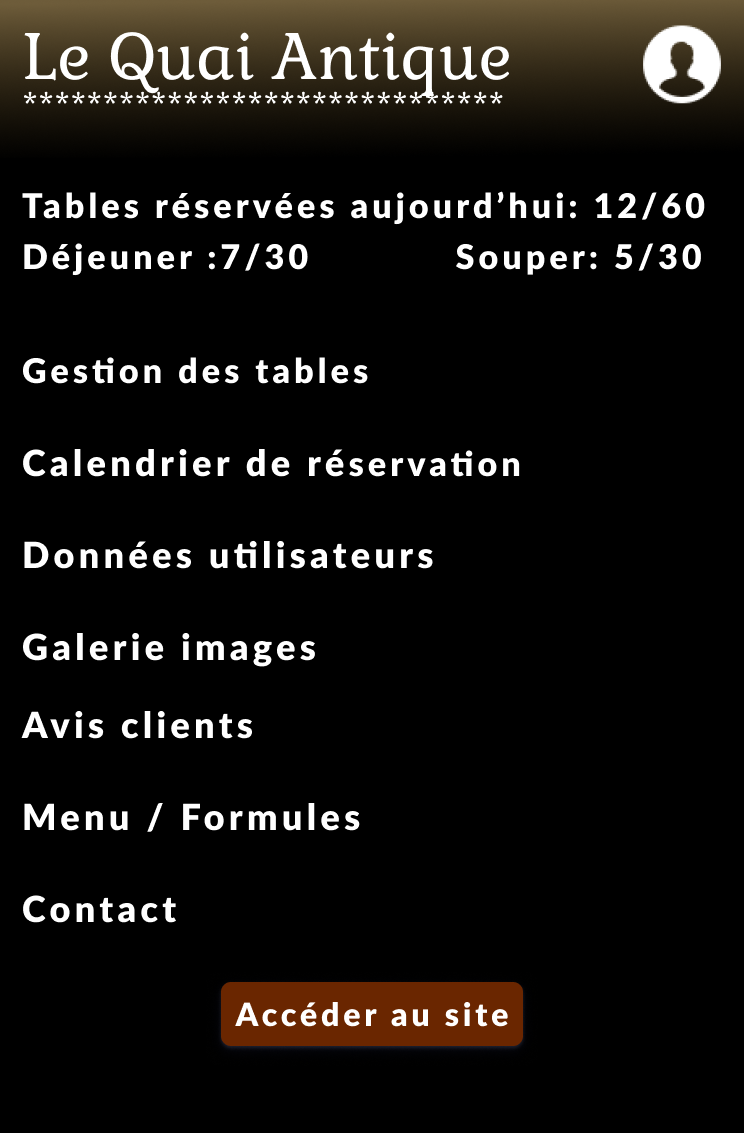 Le Quai Antique
******************************
Tables réservées aujourd’hui: 12/60
Déjeuner :7/30 Souper: 5/30
Gestion des tables
Calendrier de réservation
Données utilisateurs
Galerie images
Avis clients
Menu / Formules
Contact
Accéder au site